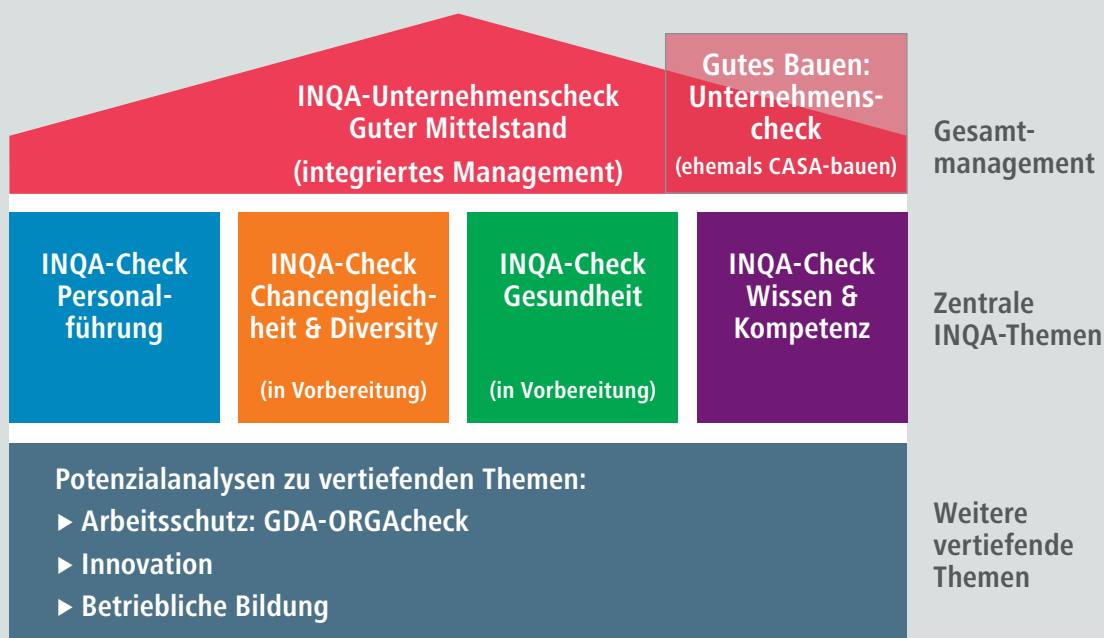 INQA-Unternehmenscheck
Guter Mittelstand
(integriertes Management)
Gutes Bauen:
Unternehmens-
check
(ehemals CASA-bauen)
Gesamt-
management
INQA-Check
Personal-
führung
INQA-Check
Chancengleich-
heit & Diversity
(in Vorbereitung)
INQA-Check
Gesundheit
(in Vorbereitung)
INQA-Check
Wissen &
Kompetenz
Zentrale
INQA-Themen
Potenzialanalysen zu vertiefenden Themen:
▶ Arbeitsschutz: GDA-ORGAcheck
▶ Innovation
▶ Betriebliche Bildung
Weitere
vertiefende
Themen